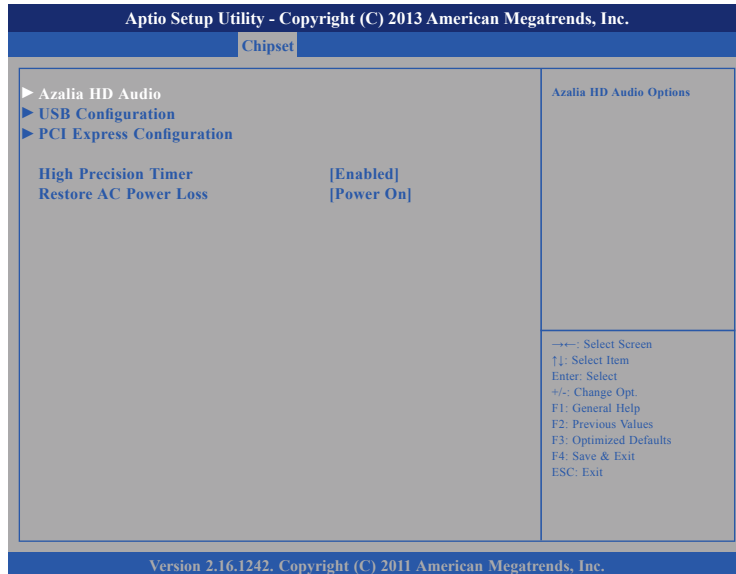 Aptio Setup Utility - Copyright (C) 2013 American Megatrends, Inc.
Chipset
► Azalia HD Audio
► USB Configuration
► PCI Express Configuration
High Precision Timer [Enabled]
Restore AC Power Loss [Power On]
Azalia HD Audio Options
→←: Select Screen
↑↓: Select Item
Enter: Select
+/-: Change Opt.
F1: General Help
F2: Previous Values
F3: Optimized Defaults
F4: Save & Exit
ESC: Exit
Version 2.16.1242. Copyright (C) 2011 American Megatrends, Inc.